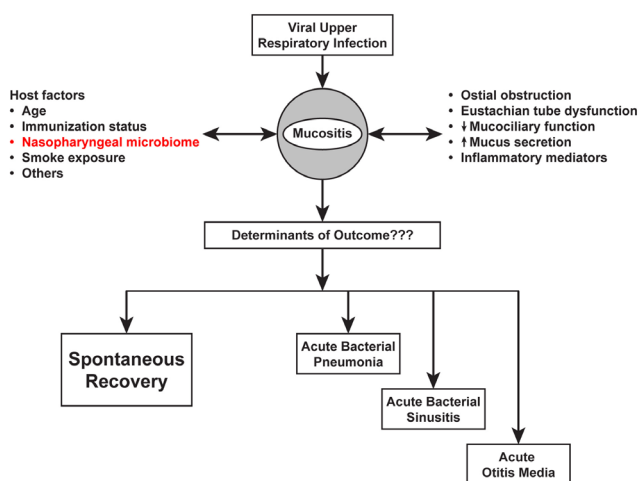 Viral Upper
Respiratory Infection
Host factors
• Age
• Immunization status
• Nasopharyngeal microbiome
• Smoke exposure
• Others
Mucositis
• Ostial obstruction
• Eustachian tube dysfunction
• ↓ Mucociliary function
• ↑ Mucus secretion
• Inflammatory mediators
Determinants of Outcome???
Spontaneous
Recovery
Acute Bacterial
Pneumonia
Acute Bacterial
Sinusitis
Acute
Otitis Media